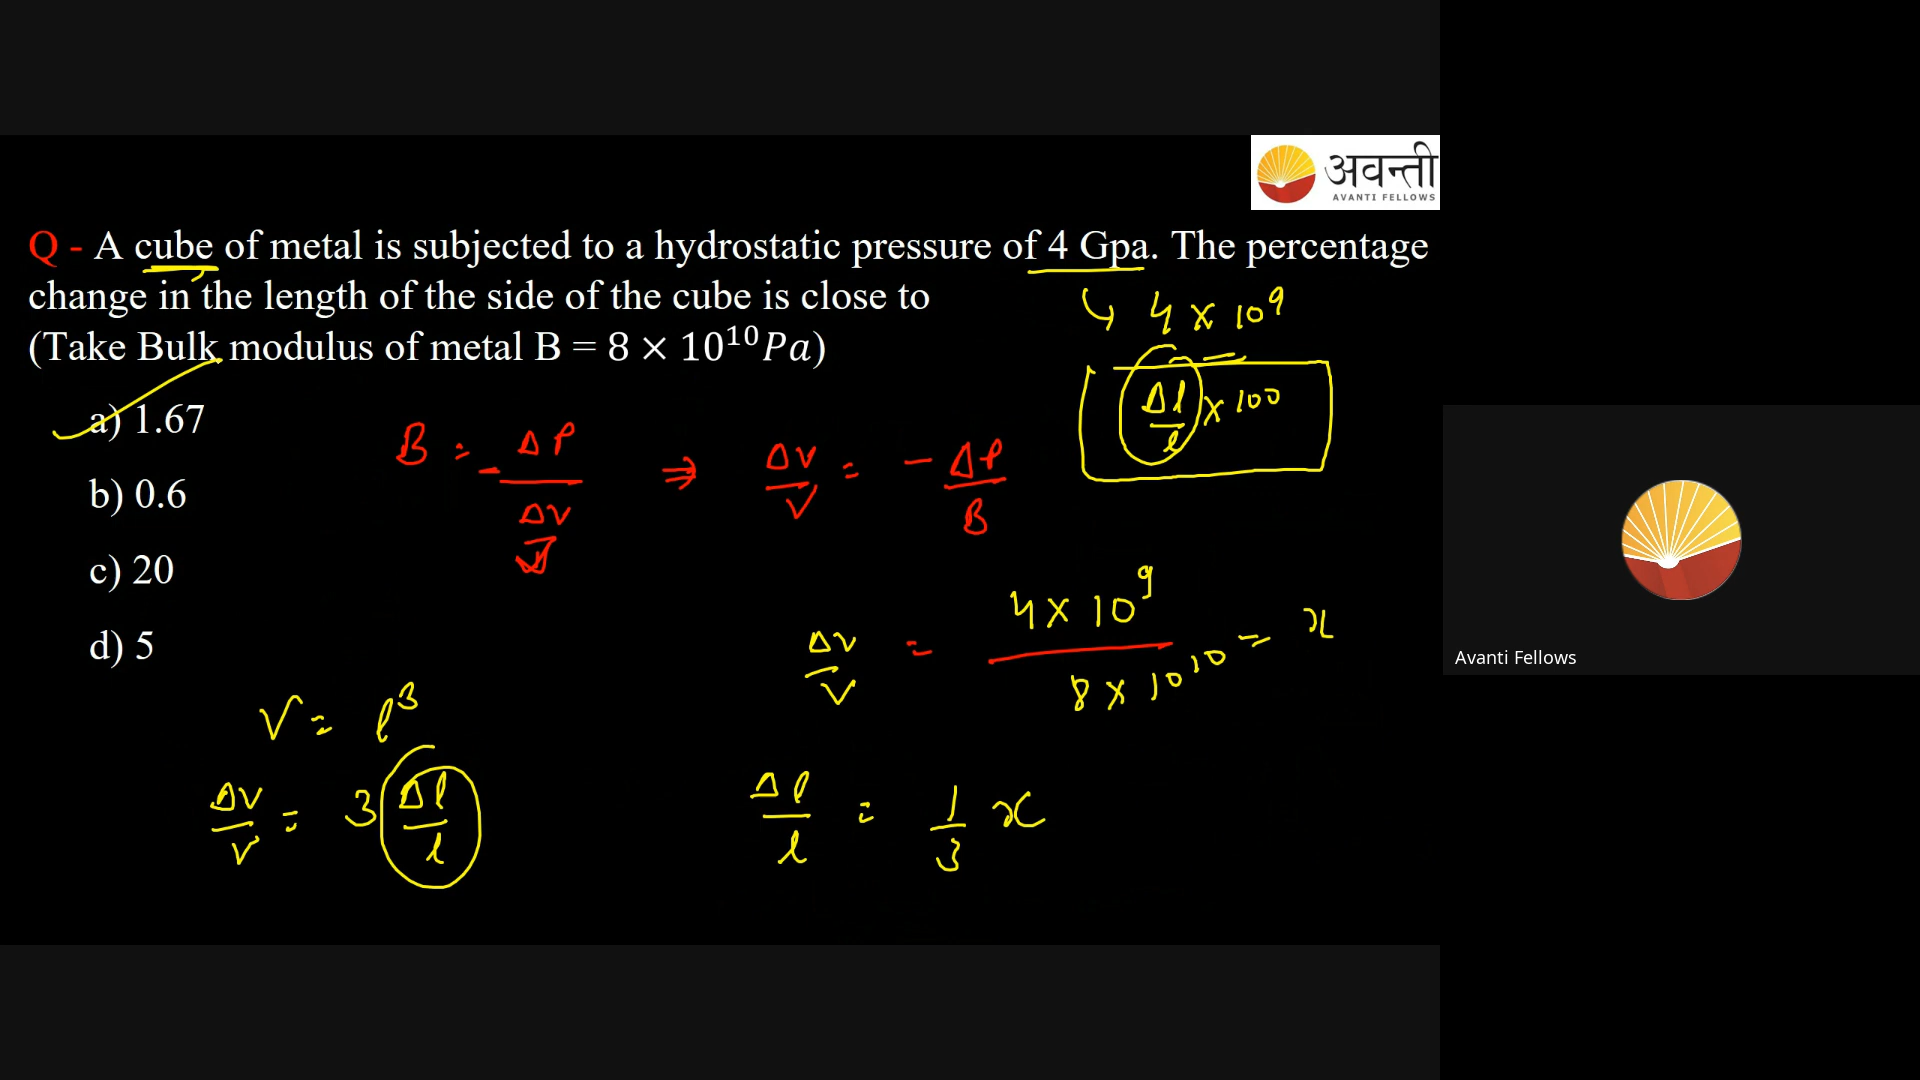 अवन्ती
AVANTI FELLOWS
Q - A cube of metal is subjected to a hydrostatic pressure of 4 Gpa. The percentage
change in the length of the side of the cube is close to
(Take Bulk modulus of metal B = 8 × 10¹⁰ Pa)
↳ 4 × 10⁹
Δl/l × 100
a) 1.67
b) 0.6
c) 20
d) 5
B = - ΔP / (ΔV/V) ⇒ ΔV/V = - ΔP/B
ΔV/V = 4 × 10⁹ / 8 × 10¹⁰ = x
V = l³
ΔV/V = 3 Δl/l
Δl/l = 1/3 x
Avanti Fellows